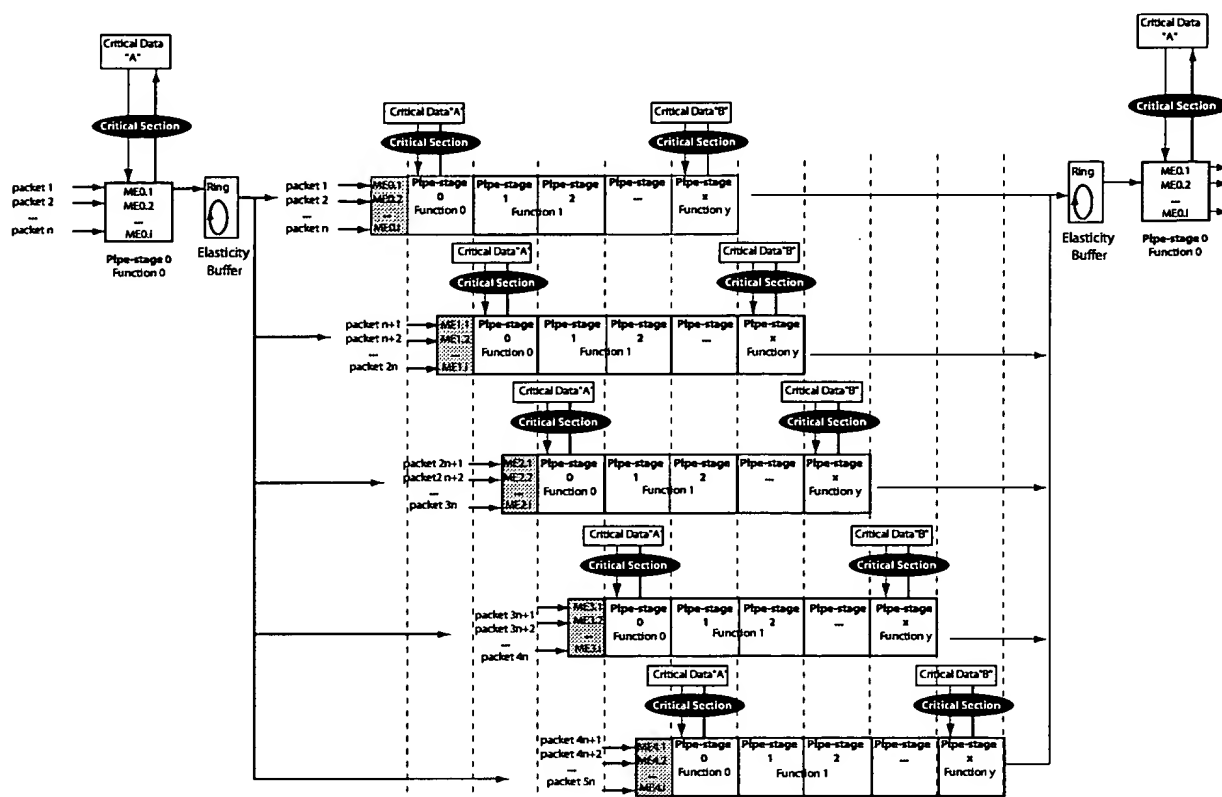 Critical Data
"A"
Critical Section
packet 1
packet 2
...
packet n
ME0.1
ME0.2
...
ME0.i
Pipe-stage 0
Function 0
Ring
Elasticity
Buffer
Critical Data"A"
Critical Section
Critical Data"B"
Critical Section
packet 1
packet 2
...
packet n
ME0.1
ME0.2
...
ME0.i
Pipe-stage
0
Function 0
1
2
Function 1
...
Pipe-stage
x
Function y
Critical Data"A"
Critical Section
Critical Data"B"
Critical Section
packet n+1
packet n+2
...
packet 2n
ME1.1
ME1.2
...
ME1.i
Pipe-stage
0
Function 0
Pipe-stage
1
Pipe-stage
2
Function 1
Pipe-stage
...
Pipe-stage
x
Function y
Critical Data"A"
Critical Section
Critical Data"B"
Critical Section
packet 2n+1
packet2 n+2
...
packet 3n
ME2.1
ME2.2
...
ME2.i
Pipe-stage
0
Function 0
Pipe-stage
1
Pipe-stage
2
Function 1
Pipe-stage
...
Pipe-stage
x
Function y
Critical Data"A"
Critical Section
Critical Data"B"
Critical Section
packet 3n+1
packet 3n+2
...
packet 4n
ME3.1
ME3.2
...
ME3.i
Pipe-stage
0
Function 0
Pipe-stage
1
Pipe-stage
2
Function 1
Pipe-stage
...
Pipe-stage
x
Function y
Critical Data"A"
Critical Section
Critical Data"B"
Critical Section
packet 4n+1
packet 4n+2
...
packet 5n
ME4.1
ME4.2
...
ME4.i
Pipe-stage
0
Function 0
Pipe-stage
1
Pipe-stage
2
Function 1
Pipe-stage
...
Pipe-stage
x
Function y
Ring
Elasticity
Buffer
Critical Data
"A"
Critical Section
ME0.1
ME0.2
...
ME0.i
Pipe-stage 0
Function 0